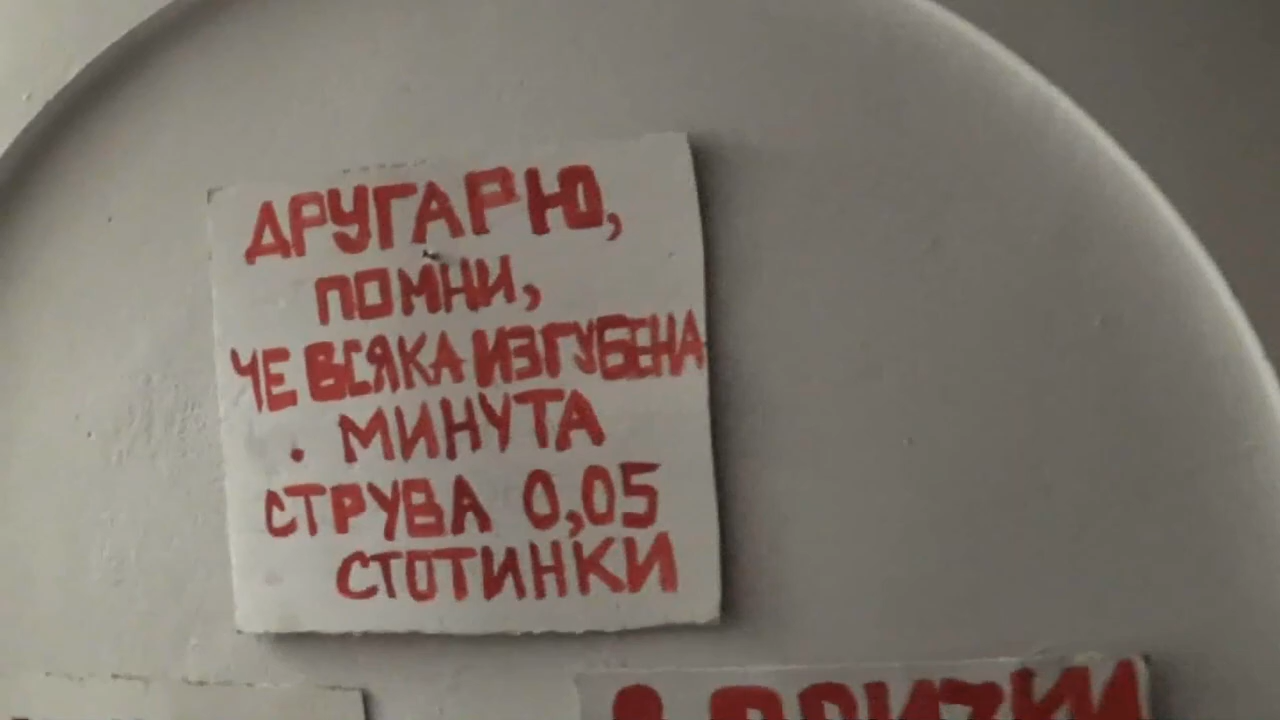 ДРУГАРЮ,
ПОМНИ,
ЧЕ ВСЯКА ИЗГУБЕНА
. МИНУТА
СТРУВА 0,05
СТОТИНКИ